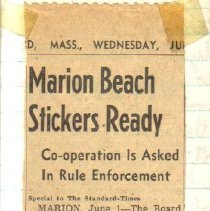 D, MASS., WEDNESDAY, JU
Marion Beach
Stickers Ready
Co-operation Is Asked
In Rule Enforcement
Special to The Standard-Times
MARION, June 1—The Board